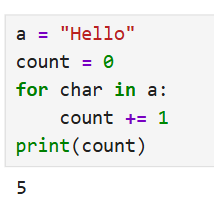 a = "Hello"
count = 0
for char in a:
    count += 1
print(count)
5